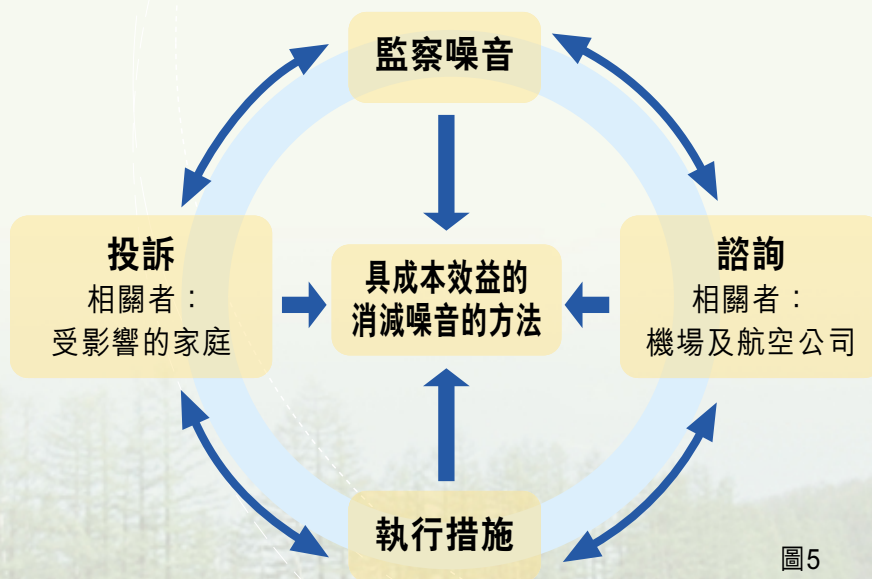 監察噪音
投訴
相關者：
受影響的家庭
具成本效益的
消減噪音的方法
諮詢
相關者：
機場及航空公司
執行措施
圖5